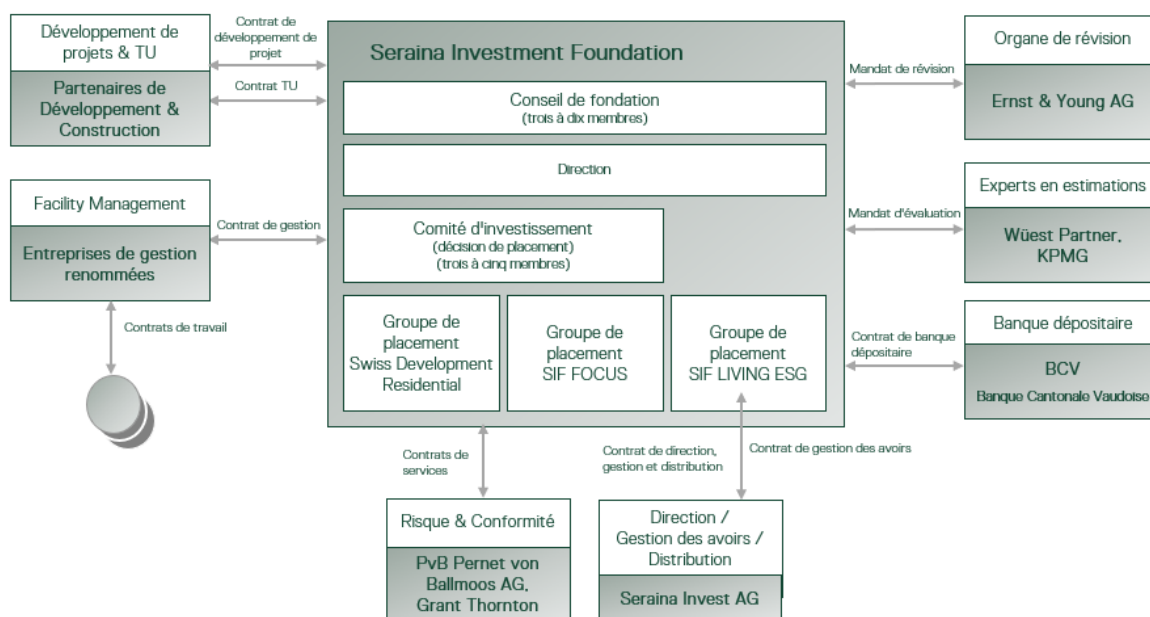 Développement de
projets & TU
Partenaires de
Développement &
Construction
Contrat de
développement de
projet
Contrat TU
Facility Management
Entreprises de gestion
renommées
Contrat de gestion
Contrats de travail
Seraina Investment Foundation
Conseil de fondation
(trois à dix membres)
Direction
Comité d'investissement
(décision de placement)
(trois à cinq membres)
Groupe de
placement
Swiss Development
Residential
Groupe de
placement
SIF FOCUS
Groupe de
placement
SIF LIVING ESG
Mandat de révision
Organe de révision
Ernst & Young AG
Mandat d'évaluation
Experts en estimations
Wüest Partner,
KPMG
Contrat de banque
dépositaire
Banque dépositaire
BCV
Banque Cantonale Vaudoise
Contrats de
services
Risque & Conformité
PvB Pernet von
Ballmoos AG,
Grant Thornton
Contrat de direction,
gestion et distribution
Contrat de gestion des avoirs
Direction /
Gestion des avoirs /
Distribution
Seraina Invest AG